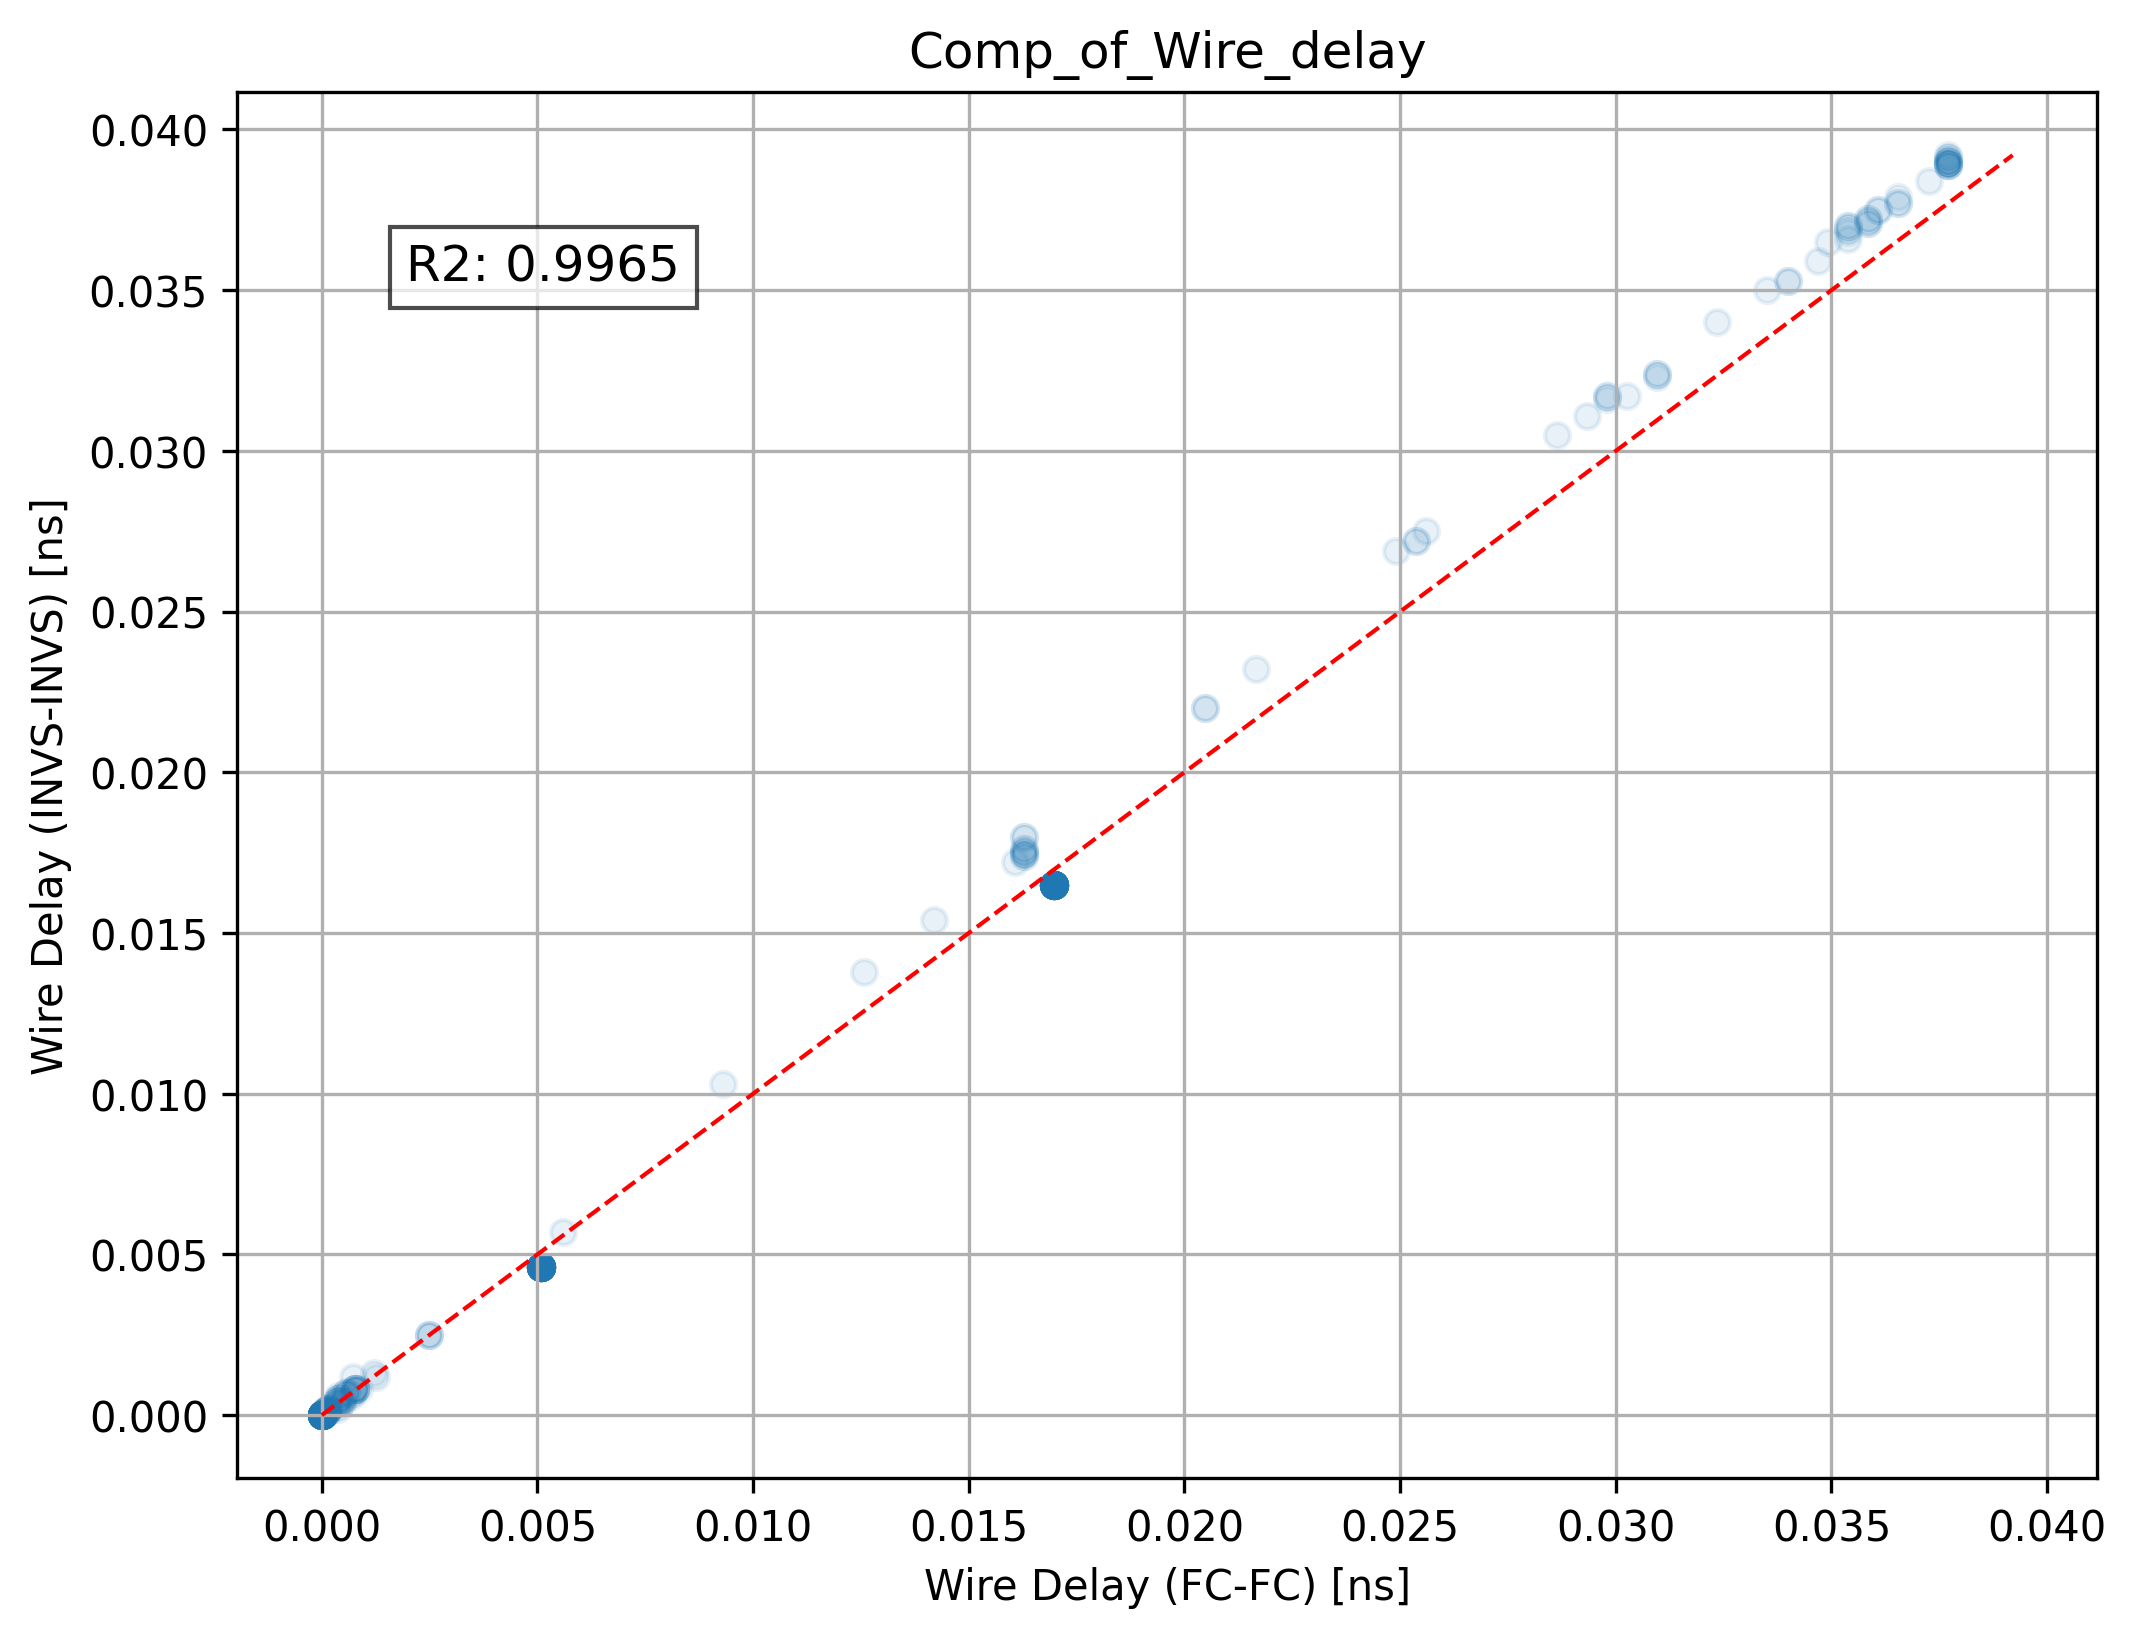 Comp_of_Wire_delay
R2: 0.9965
Wire Delay (INVS-INVS) [ns]
0.040
0.035
0.030
0.025
0.020
0.015
0.010
0.005
0.000
0.000 0.005 0.010 0.015 0.020 0.025 0.030 0.035 0.040
Wire Delay (FC-FC) [ns]